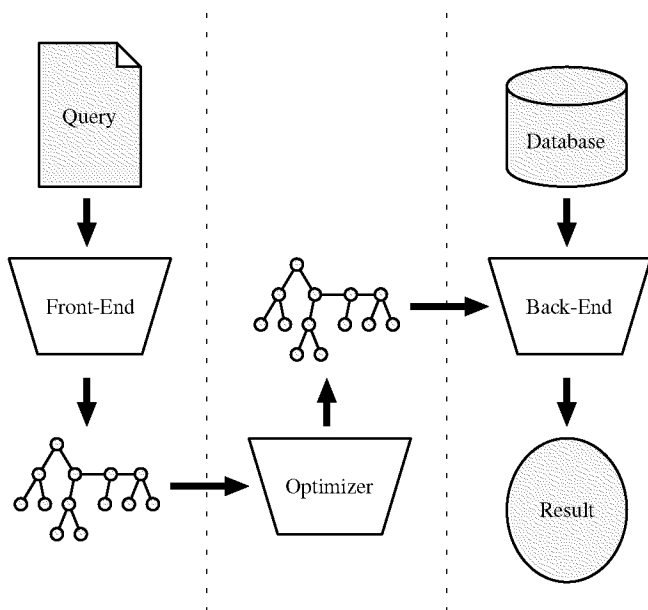 Query
Database
Front-End
Back-End
Optimizer
Result